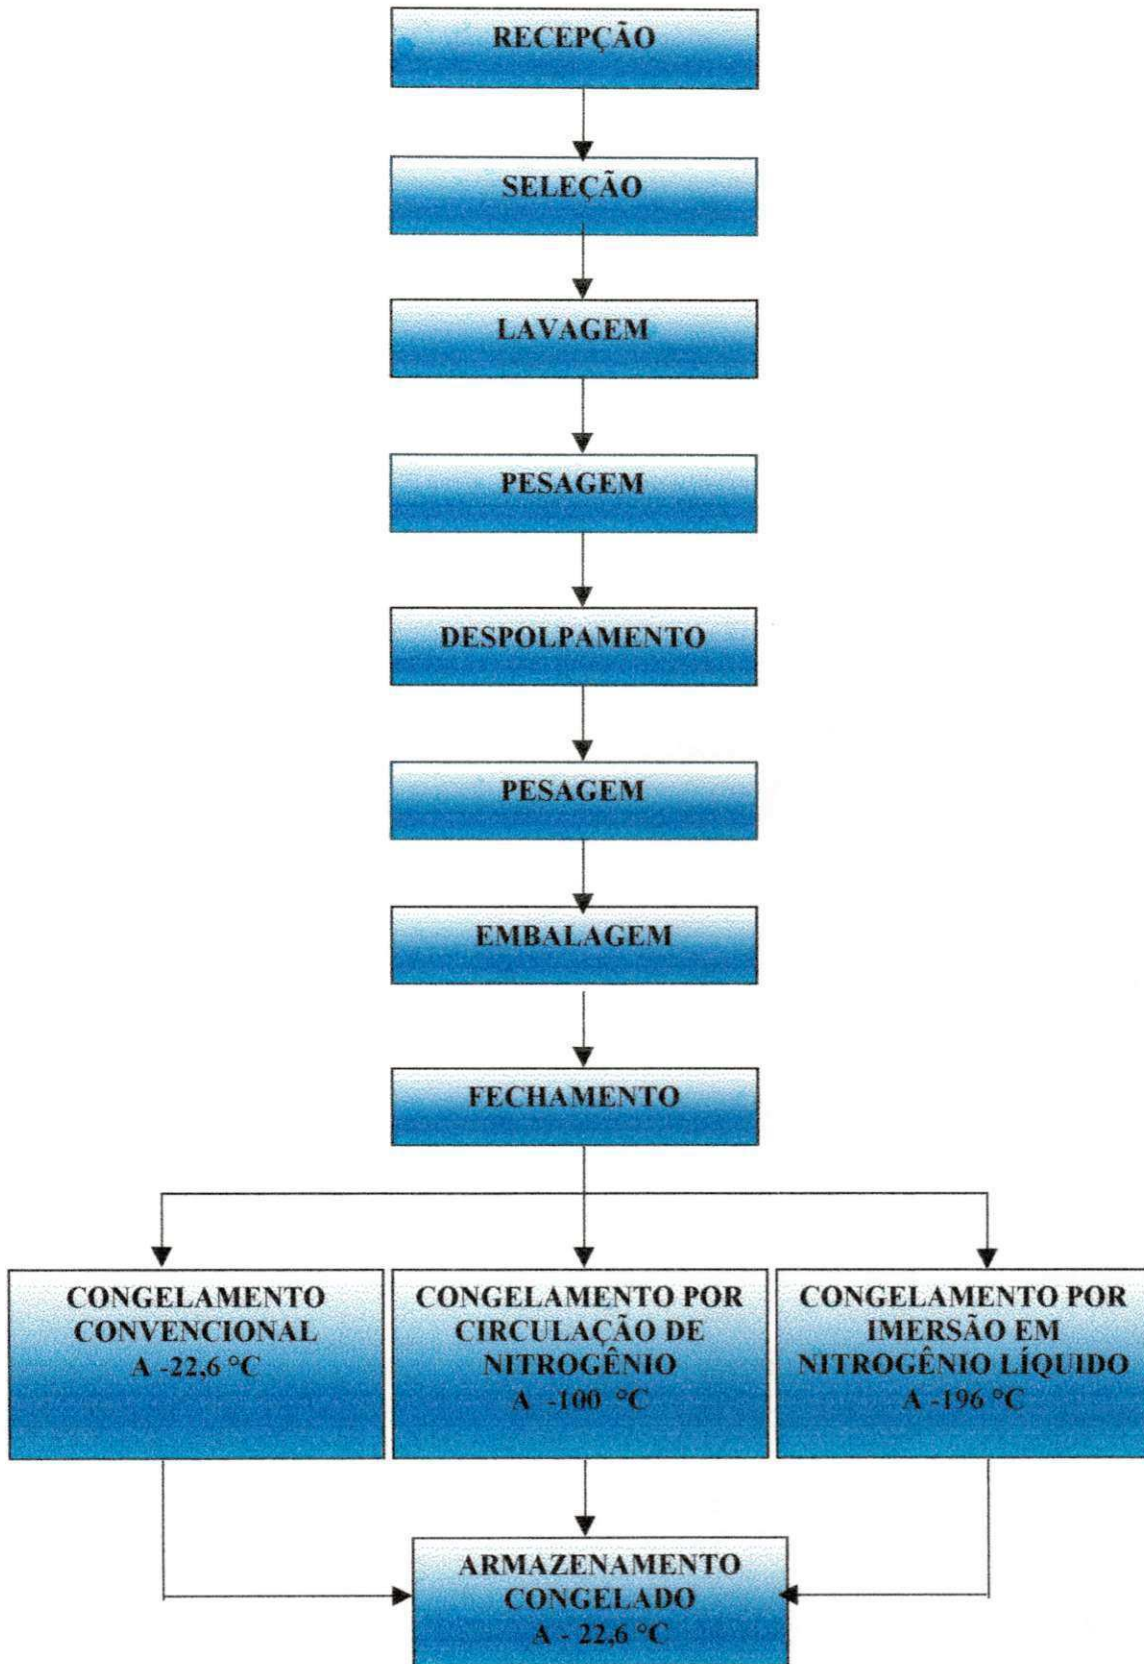 RECEPÇÃO
SELEÇÃO
LAVAGEM
PESAGEM
DESPOLPAMENTO
PESAGEM
EMBALAGEM
FECHAMENTO
CONGELAMENTO
CONVENCIONAL
A -22,6 °C
CONGELAMENTO POR
CIRCULAÇÃO DE
NITROGÊNIO
A -100 °C
CONGELAMENTO POR
IMERSÃO EM
NITROGÊNIO LÍQUIDO
A -196 °C
ARMAZENAMENTO
CONGELADO
A - 22,6 °C